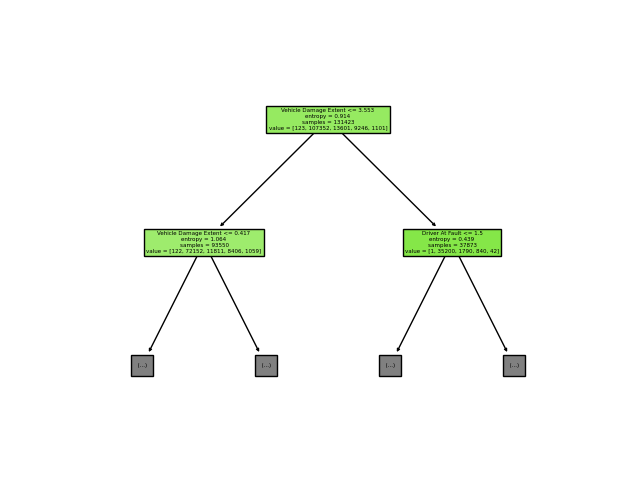 Vehicle Damage Extent <= 3.553
entropy = 0.914
samples = 131423
value = [123, 107352, 13601, 9246, 1101]
Vehicle Damage Extent <= 0.417
entropy = 1.064
samples = 93550
value = [122, 72152, 11811, 8406, 1059]
Driver At Fault <= 1.5
entropy = 0.439
samples = 37873
value = [1, 35200, 1790, 840, 42]
(...)
(...)
(...)
(...)